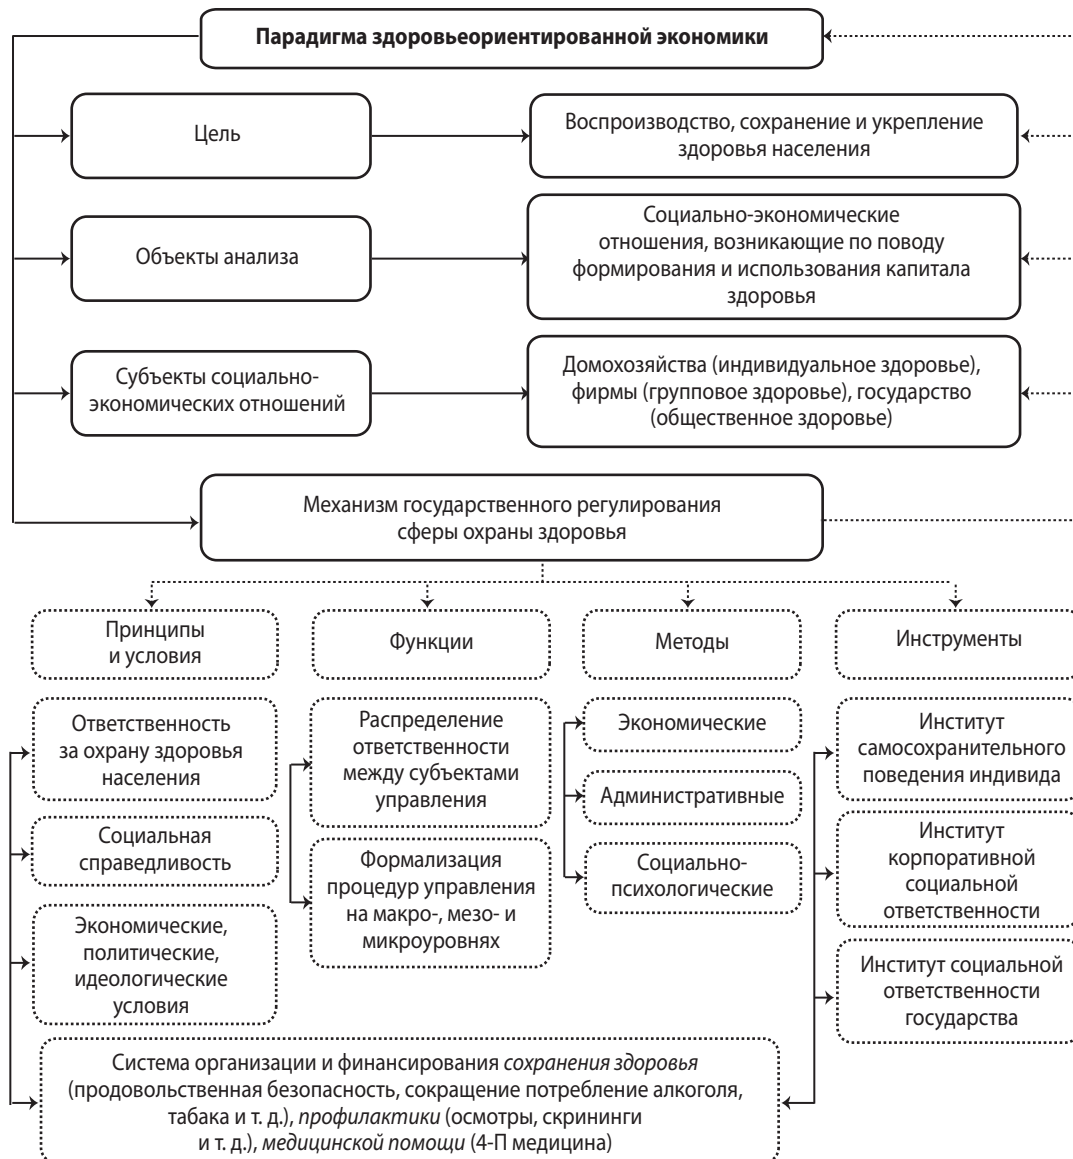 Парадигма здоровьеориентированной экономики
Цель
Воспроизводство, сохранение и укрепление
здоровья населения
Объекты анализа
Социально-экономические
отношения, возникающие по поводу
формирования и использования капитала
здоровья
Субъекты социально-
экономических отношений
Домохозяйства (индивидуальное здоровье),
фирмы (групповое здоровье), государство
(общественное здоровье)
Механизм государственного регулирования
сферы охраны здоровья
Принципы
и условия
Функции
Методы
Инструменты
Ответственность
за охрану здоровья
населения
Социальная
справедливость
Экономические,
политические,
идеологические
условия
Распределение
ответственности
между субъектами
управления
Формализация
процедур управления
на макро-, мезо- и
микроуровнях
Экономические
Административные
Социально-
психологические
Институт
самосохранительного
поведения индивида
Институт
корпоративной
социальной
ответственности
Институт социальной
ответственности
государства
Система организации и финансирования сохранения здоровья
(продовольственная безопасность, сокращение потребление алкоголя,
табака и т. д.), профилактики (осмотры, скрининги
и т. д.), медицинской помощи (4-П медицина)